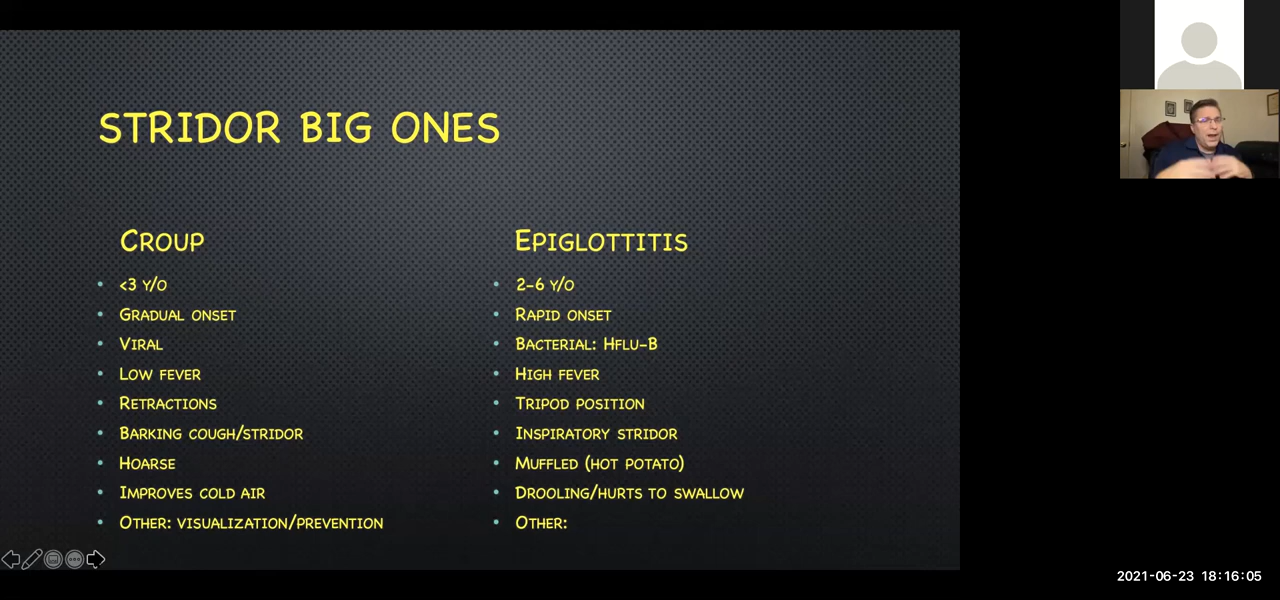 STRIDOR BIG ONES
CROUP
<3 Y/O
GRADUAL ONSET
VIRAL
LOW FEVER
RETRACTIONS
BARKING COUGH/STRIDOR
HOARSE
IMPROVES COLD AIR
OTHER: VISUALIZATION/PREVENTION
EPIGLOTTITIS
2-6 Y/O
RAPID ONSET
BACTERIAL: HFLU-B
HIGH FEVER
TRIPOD POSITION
INSPIRATORY STRIDOR
MUFFLED (HOT POTATO)
DROOLING/HURTS TO SWALLOW
OTHER:
2021-06-23 18:16:05